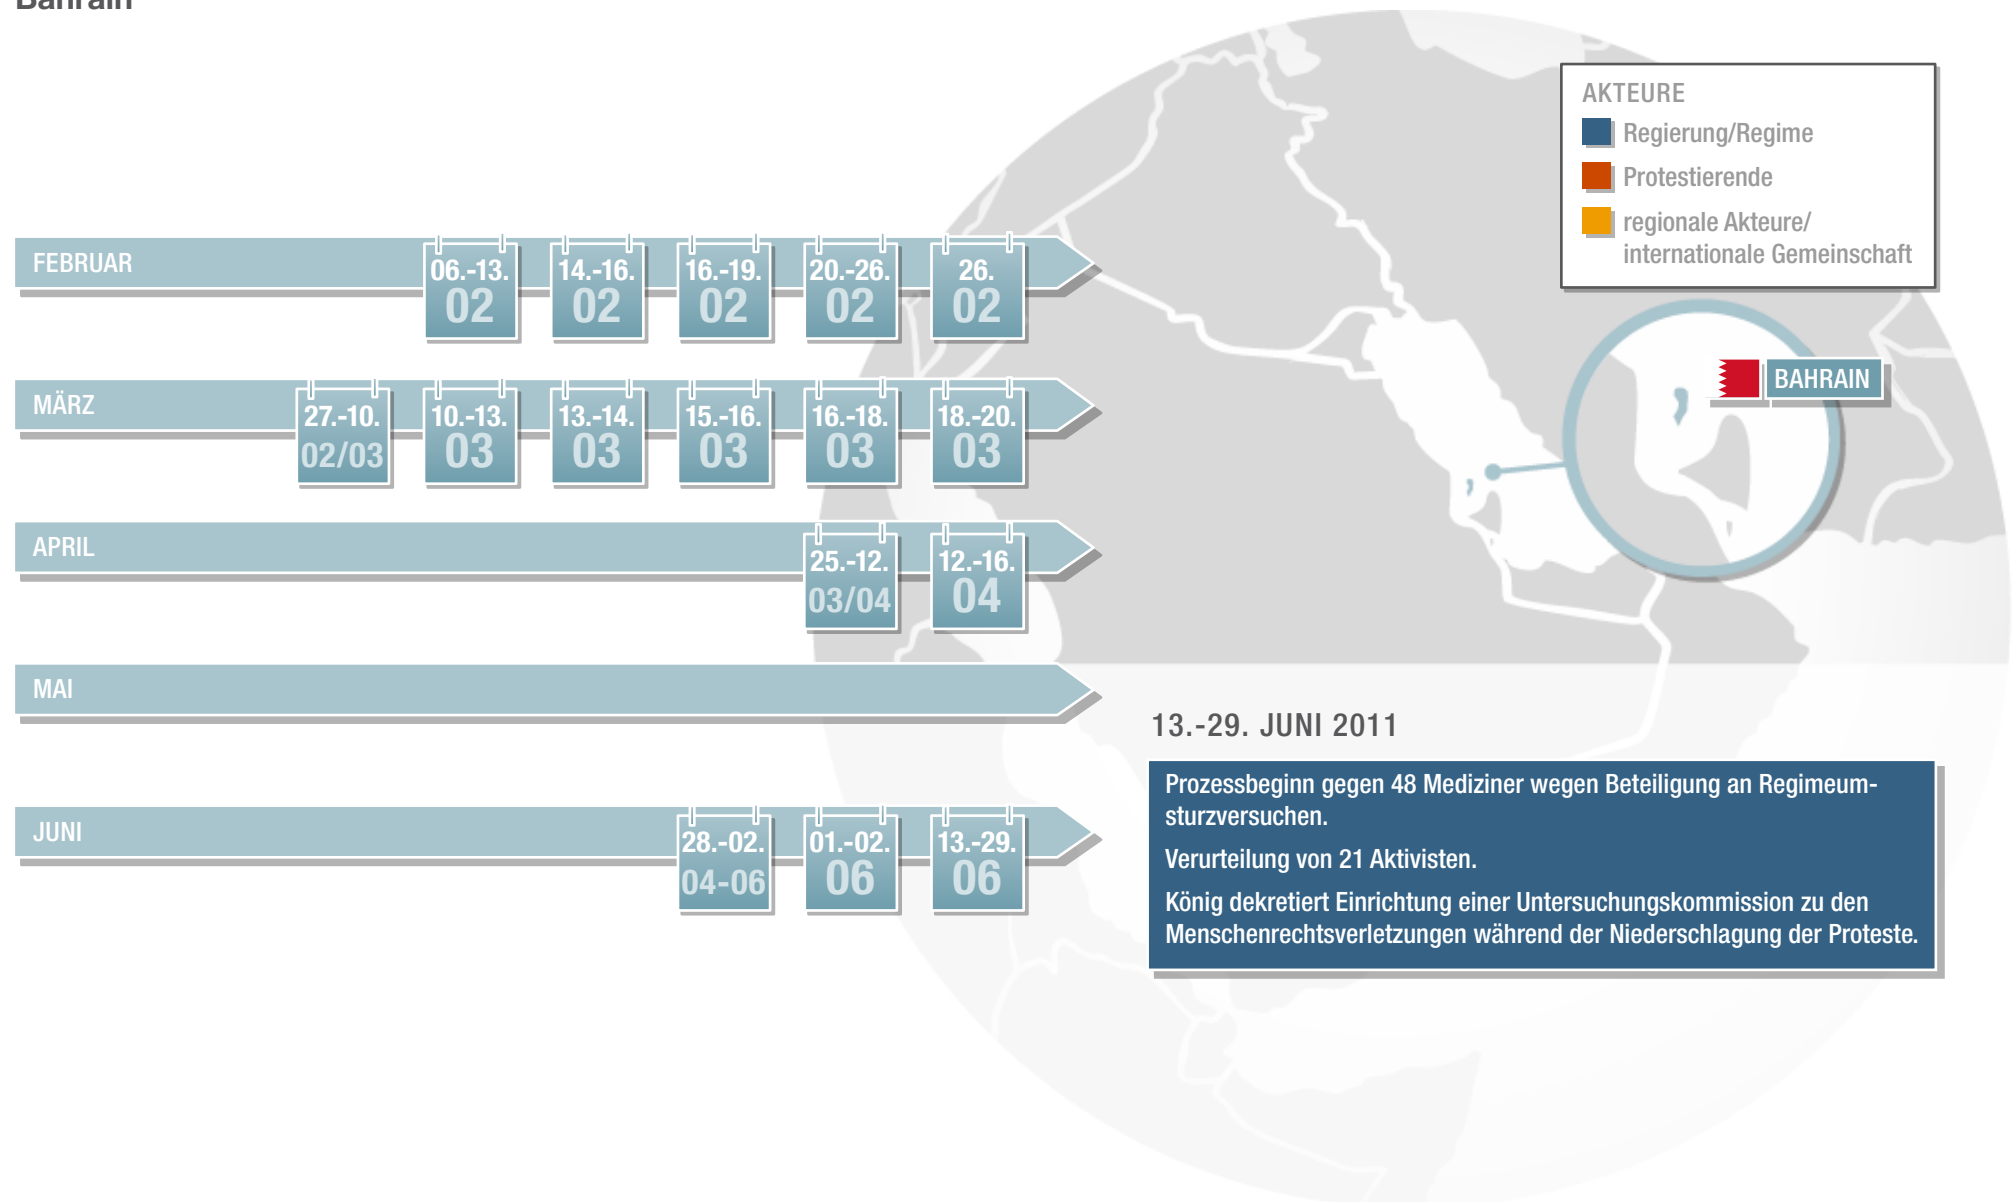 Bahrain
AKTEURE
Regierung/Regime
Protestierende
regionale Akteure/
internationale Gemeinschaft
BAHRAIN
FEBRUAR
06.-13.
02
14.-16.
02
16.-19.
02
20.-26.
02
26.
02
MÄRZ
27.-10.
02/03
10.-13.
03
13.-14.
03
15.-16.
03
16.-18.
03
18.-20.
03
APRIL
25.-12.
03/04
12.-16.
04
MAI
JUNI
28.-02.
04-06
01.-02.
06
13.-29.
06
13.-29. JUNI 2011
Prozessbeginn gegen 48 Mediziner wegen Beteiligung an Regimeum-
sturzversuchen.
Verurteilung von 21 Aktivisten.
König dekretiert Einrichtung einer Untersuchungskommission zu den
Menschenrechtsverletzungen während der Niederschlagung der Proteste.